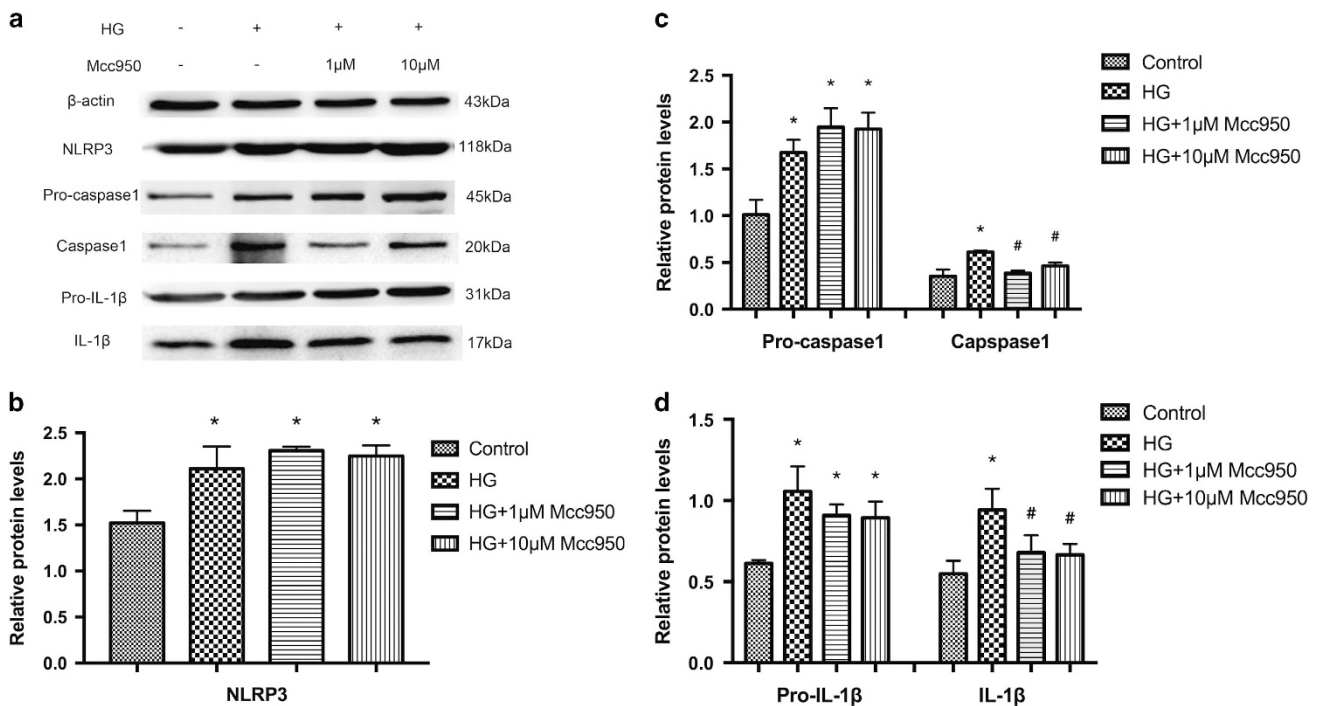 a
HG - + + +
Mcc950 - - 1µM 10µM
β-actin 43kDa
NLRP3 118kDa
Pro-caspase1 45kDa
Caspase1 20kDa
Pro-IL-1β 31kDa
IL-1β 17kDa
b
Relative protein levels
2.5
2.0
1.5
1.0
0.5
0.0
* * *
NLRP3
Control
HG
HG+1µM Mcc950
HG+10µM Mcc950
c
Relative protein levels
2.5
2.0
1.5
1.0
0.5
0.0
* * * * # #
Pro-caspase1 Capspase1
Control
HG
HG+1µM Mcc950
HG+10µM Mcc950
d
Relative protein levels
1.5
1.0
0.5
0.0
* * * * # #
Pro-IL-1β IL-1β
Control
HG
HG+1µM Mcc950
HG+10µM Mcc950